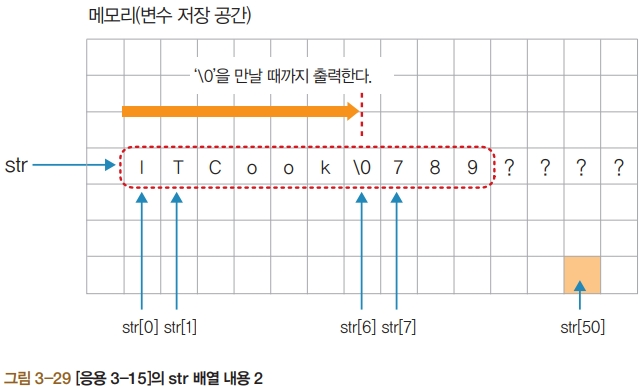 메모리(변수 저장 공간)
'\0'을 만날 때까지 출력한다.
str I T C o o k \0 7 8 9 ? ? ? ?
str[0] str[1] str[6] str[7] str[50]
그림 3-29 [응용 3-15]의 str 배열 내용 2